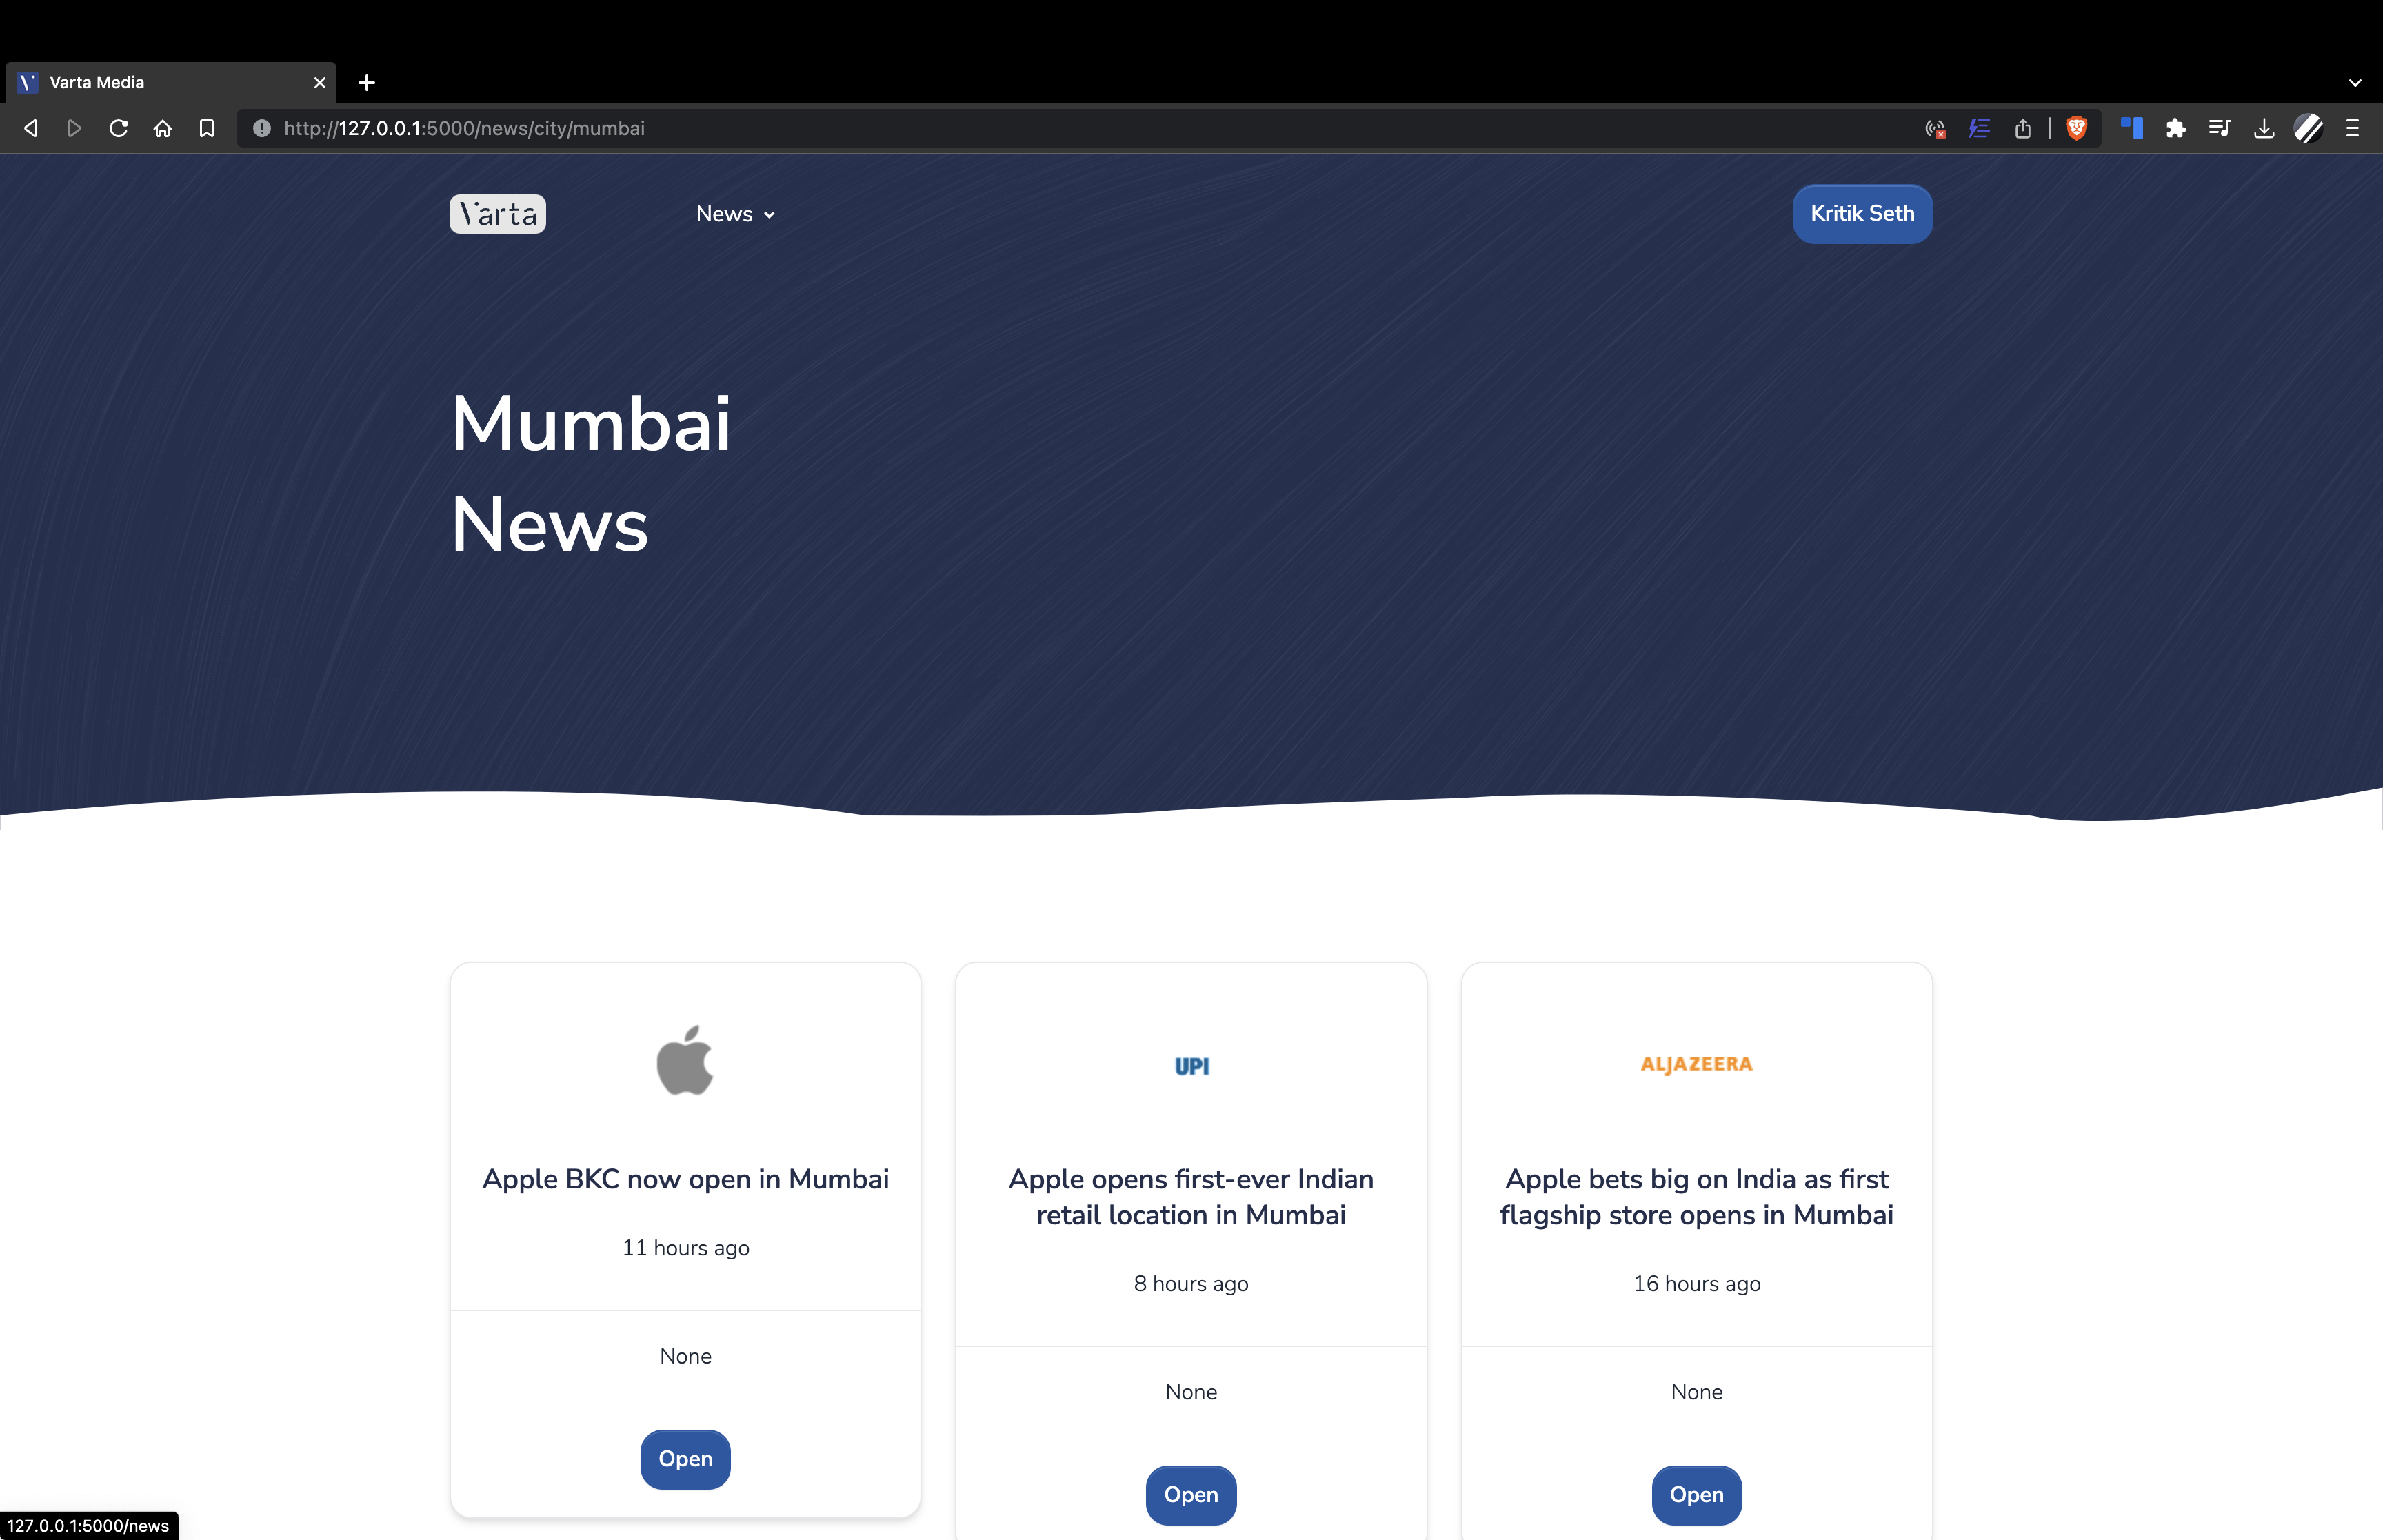 Varta Media
http://127.0.0.1:5000/news/city/mumbai
Varta
News
Kritik Seth
Mumbai
News
UPI
ALJAZEERA
Apple BKC now open in Mumbai
Apple opens first-ever Indian
retail location in Mumbai
Apple bets big on India as first
flagship store opens in Mumbai
11 hours ago
8 hours ago
16 hours ago
None
None
None
Open
Open
Open
127.0.0.1:5000/news